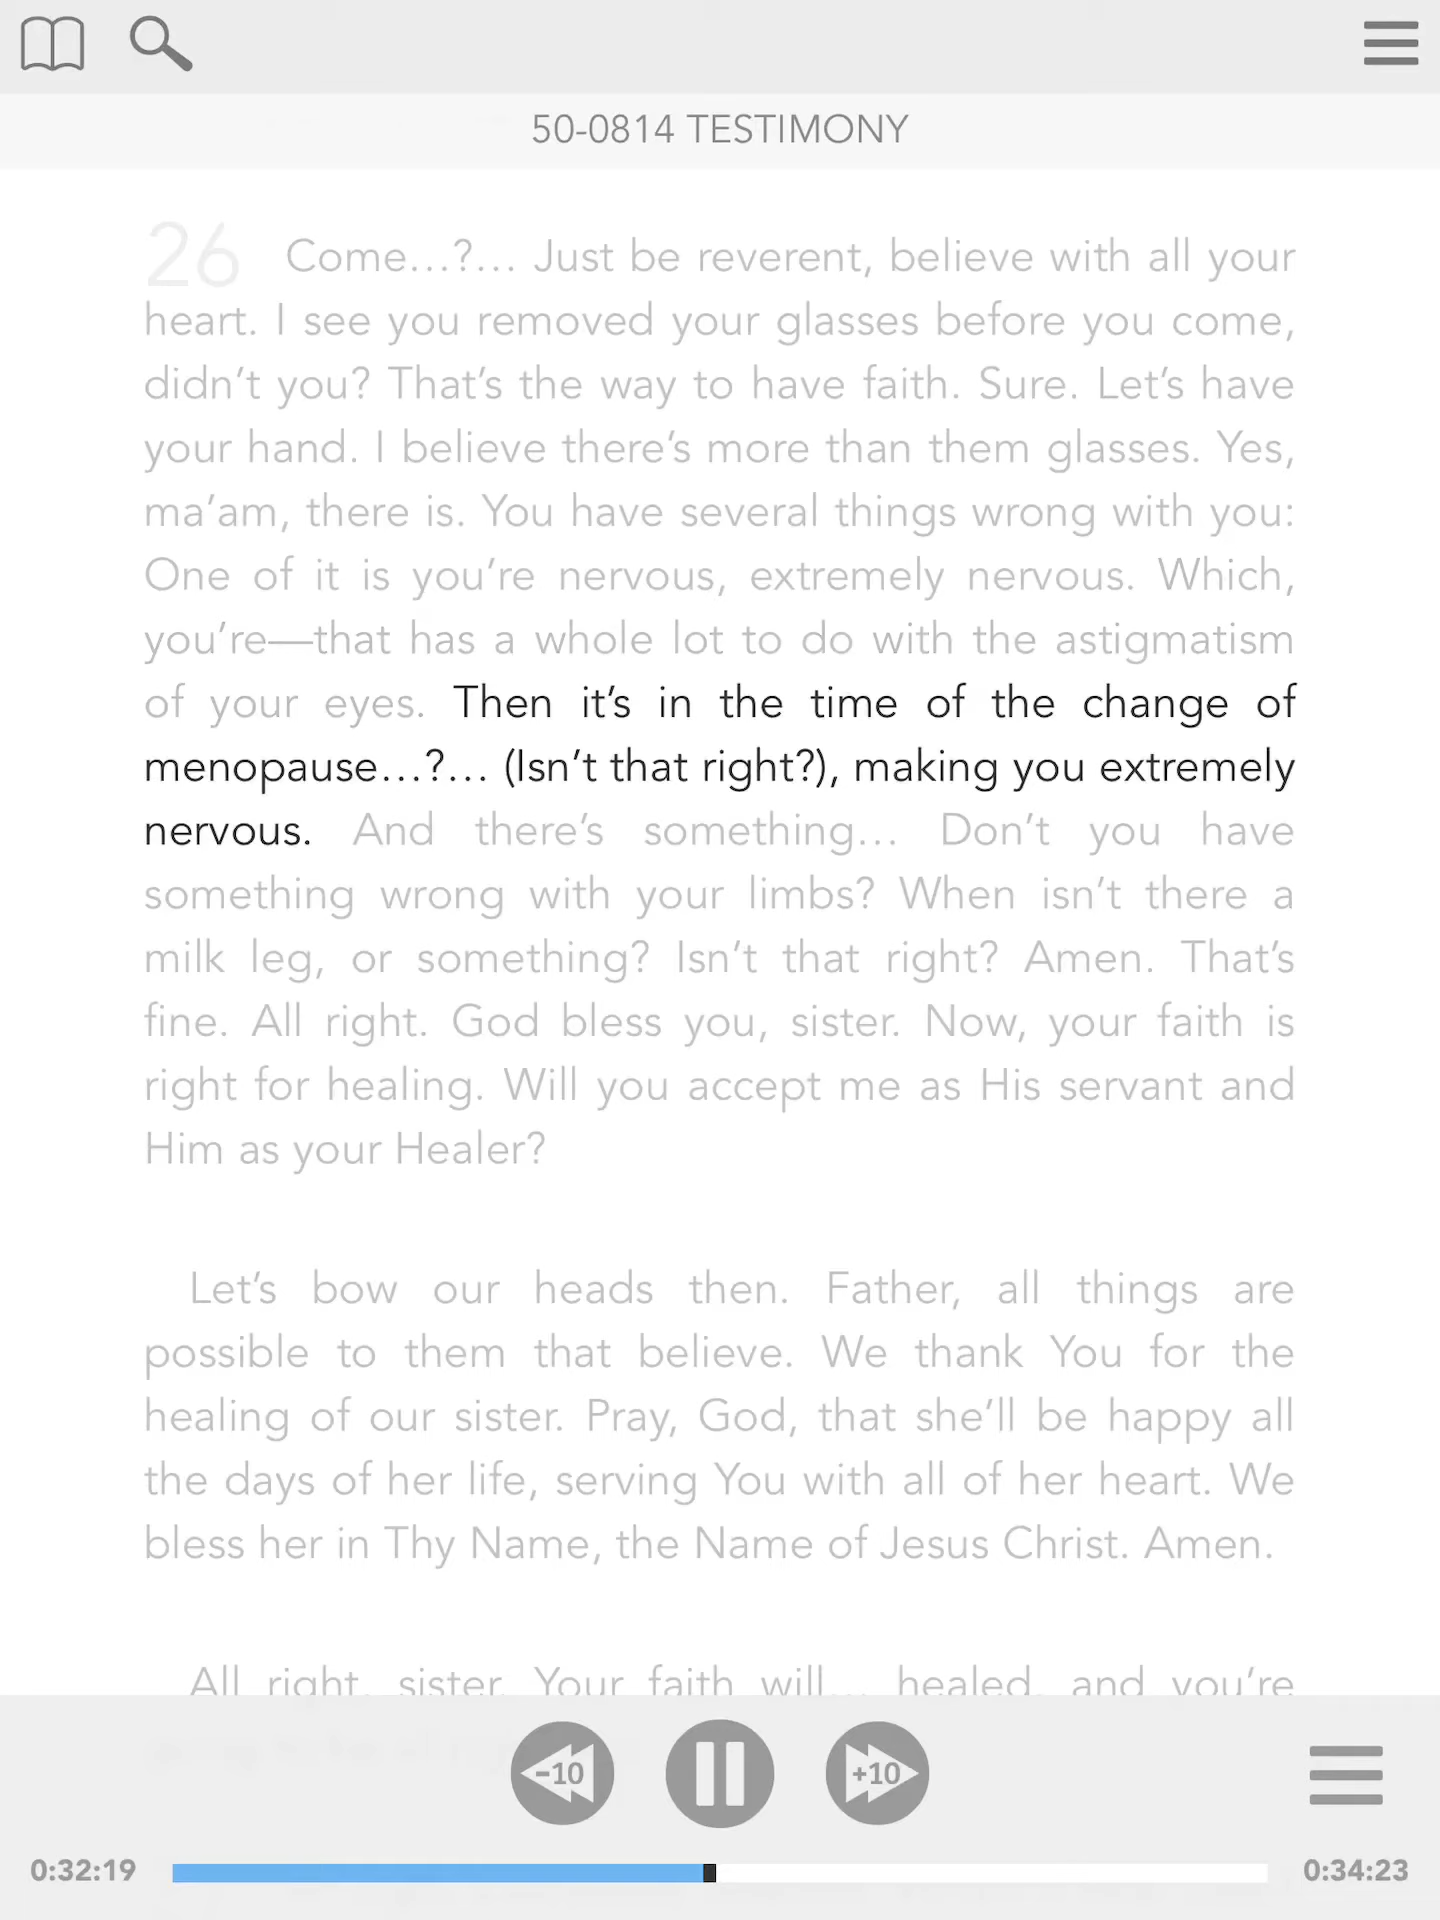 50-0814 TESTIMONY
26 Come…?… Just be reverent, believe with all your
heart. I see you removed your glasses before you come,
didn’t you? That’s the way to have faith. Sure. Let’s have
your hand. I believe there’s more than them glasses. Yes,
ma’am, there is. You have several things wrong with you:
One of it is you’re nervous, extremely nervous. Which,
you’re—that has a whole lot to do with the astigmatism
of your eyes. Then it’s in the time of the change of
menopause…?… (Isn’t that right?), making you extremely
nervous. And there’s something… Don’t you have
something wrong with your limbs? When isn’t there a
milk leg, or something? Isn’t that right? Amen. That’s
fine. All right. God bless you, sister. Now, your faith is
right for healing. Will you accept me as His servant and
Him as your Healer?
Let’s bow our heads then. Father, all things are
possible to them that believe. We thank You for the
healing of our sister. Pray, God, that she’ll be happy all
the days of her life, serving You with all of her heart. We
bless her in Thy Name, the Name of Jesus Christ. Amen.
All right, sister. Your faith will… healed, and you’re
-10 +10
0:32:19 0:34:23